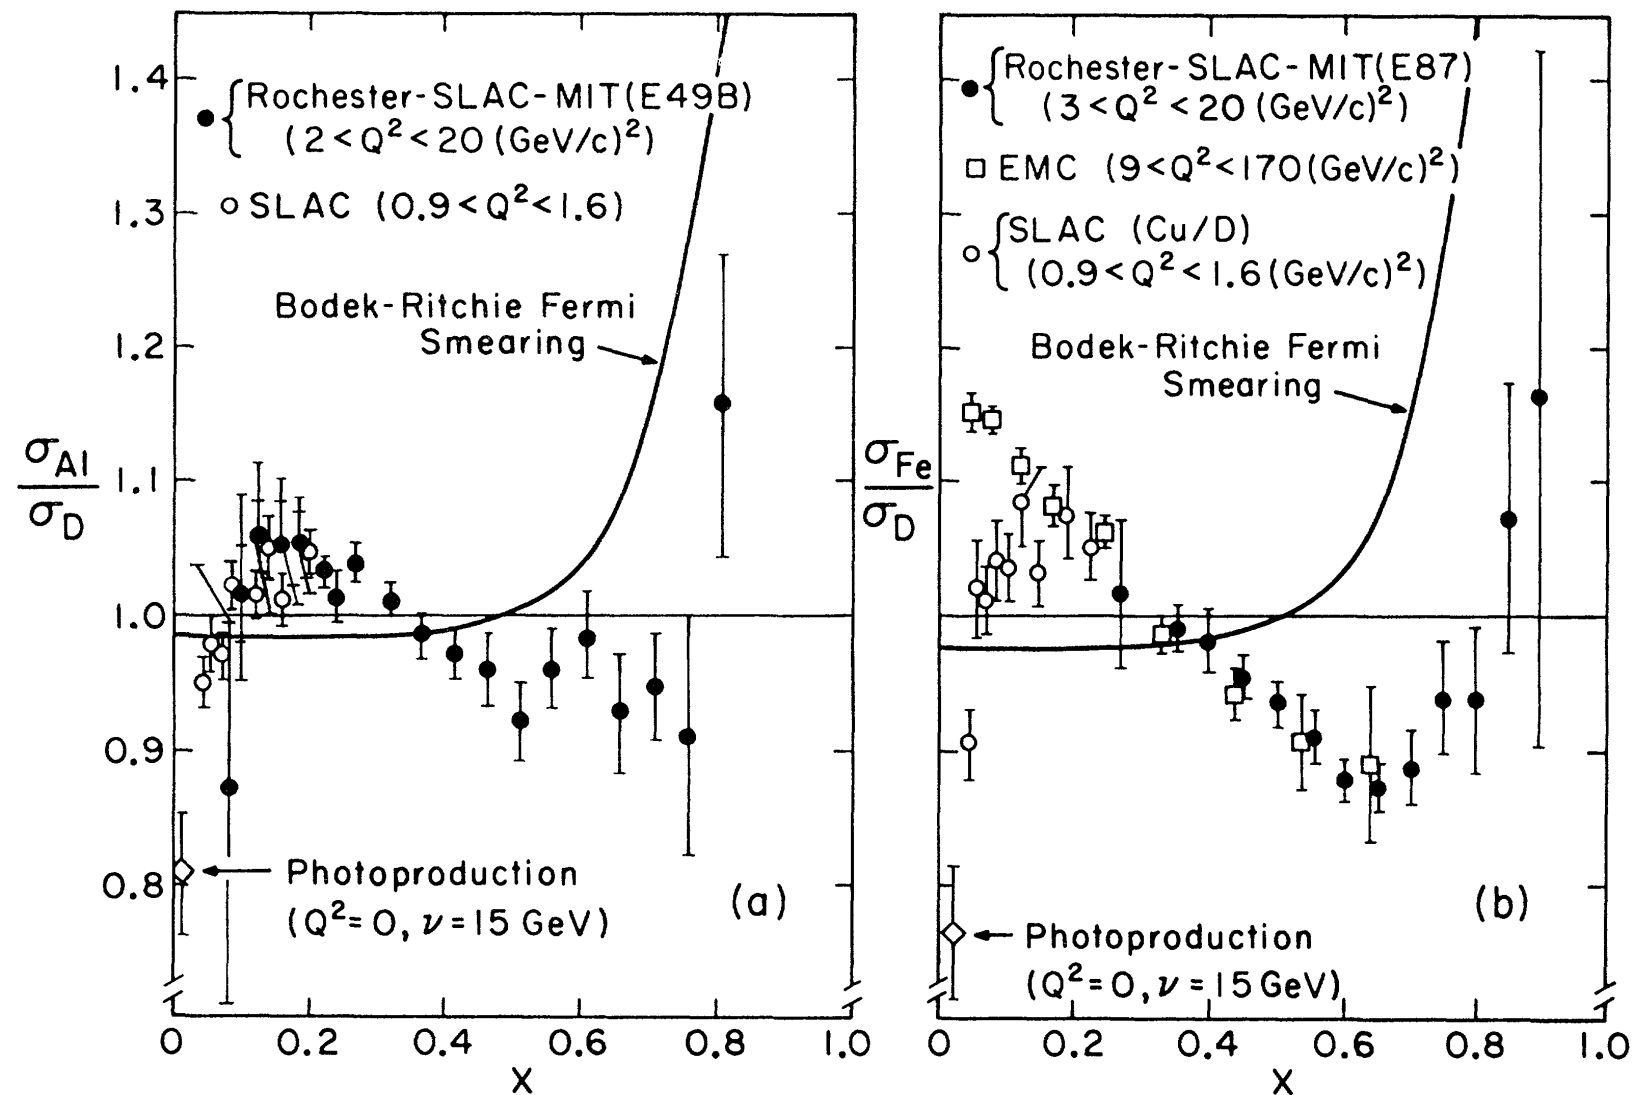 1.4
1.3
1.2
1.1
1.0
0.9
0.8
σAl
σD
Rochester-SLAC-MIT(E49B)
(2<Q²<20 (GeV/c)²)
SLAC (0.9<Q²<1.6)
Bodek-Ritchie Fermi
Smearing
Photoproduction
(Q²=0, ν=15 GeV)
(a)
0 0.2 0.4 0.6 0.8 1.0
X
σFe
σD
Rochester-SLAC-MIT(E87)
(3<Q²<20 (GeV/c)²)
EMC (9<Q²<170(GeV/c)²)
SLAC (Cu/D)
(0.9<Q²<1.6(GeV/c)²)
Bodek-Ritchie Fermi
Smearing
Photoproduction
(Q²=0, ν=15 GeV)
(b)
0 0.2 0.4 0.6 0.8 1.0
X